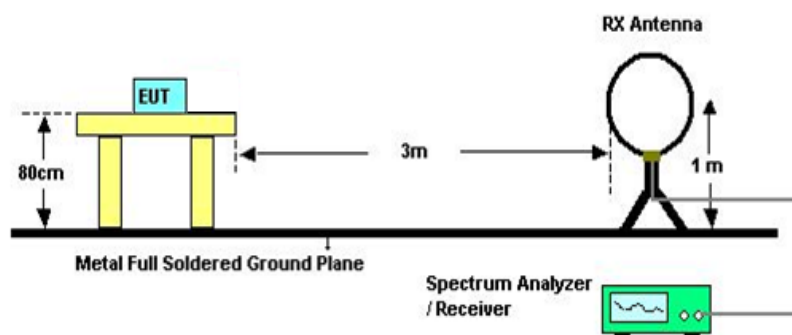 RX Antenna
EUT
3m
80cm
1 m
Metal Full Soldered Ground Plane
Spectrum Analyzer
/ Receiver